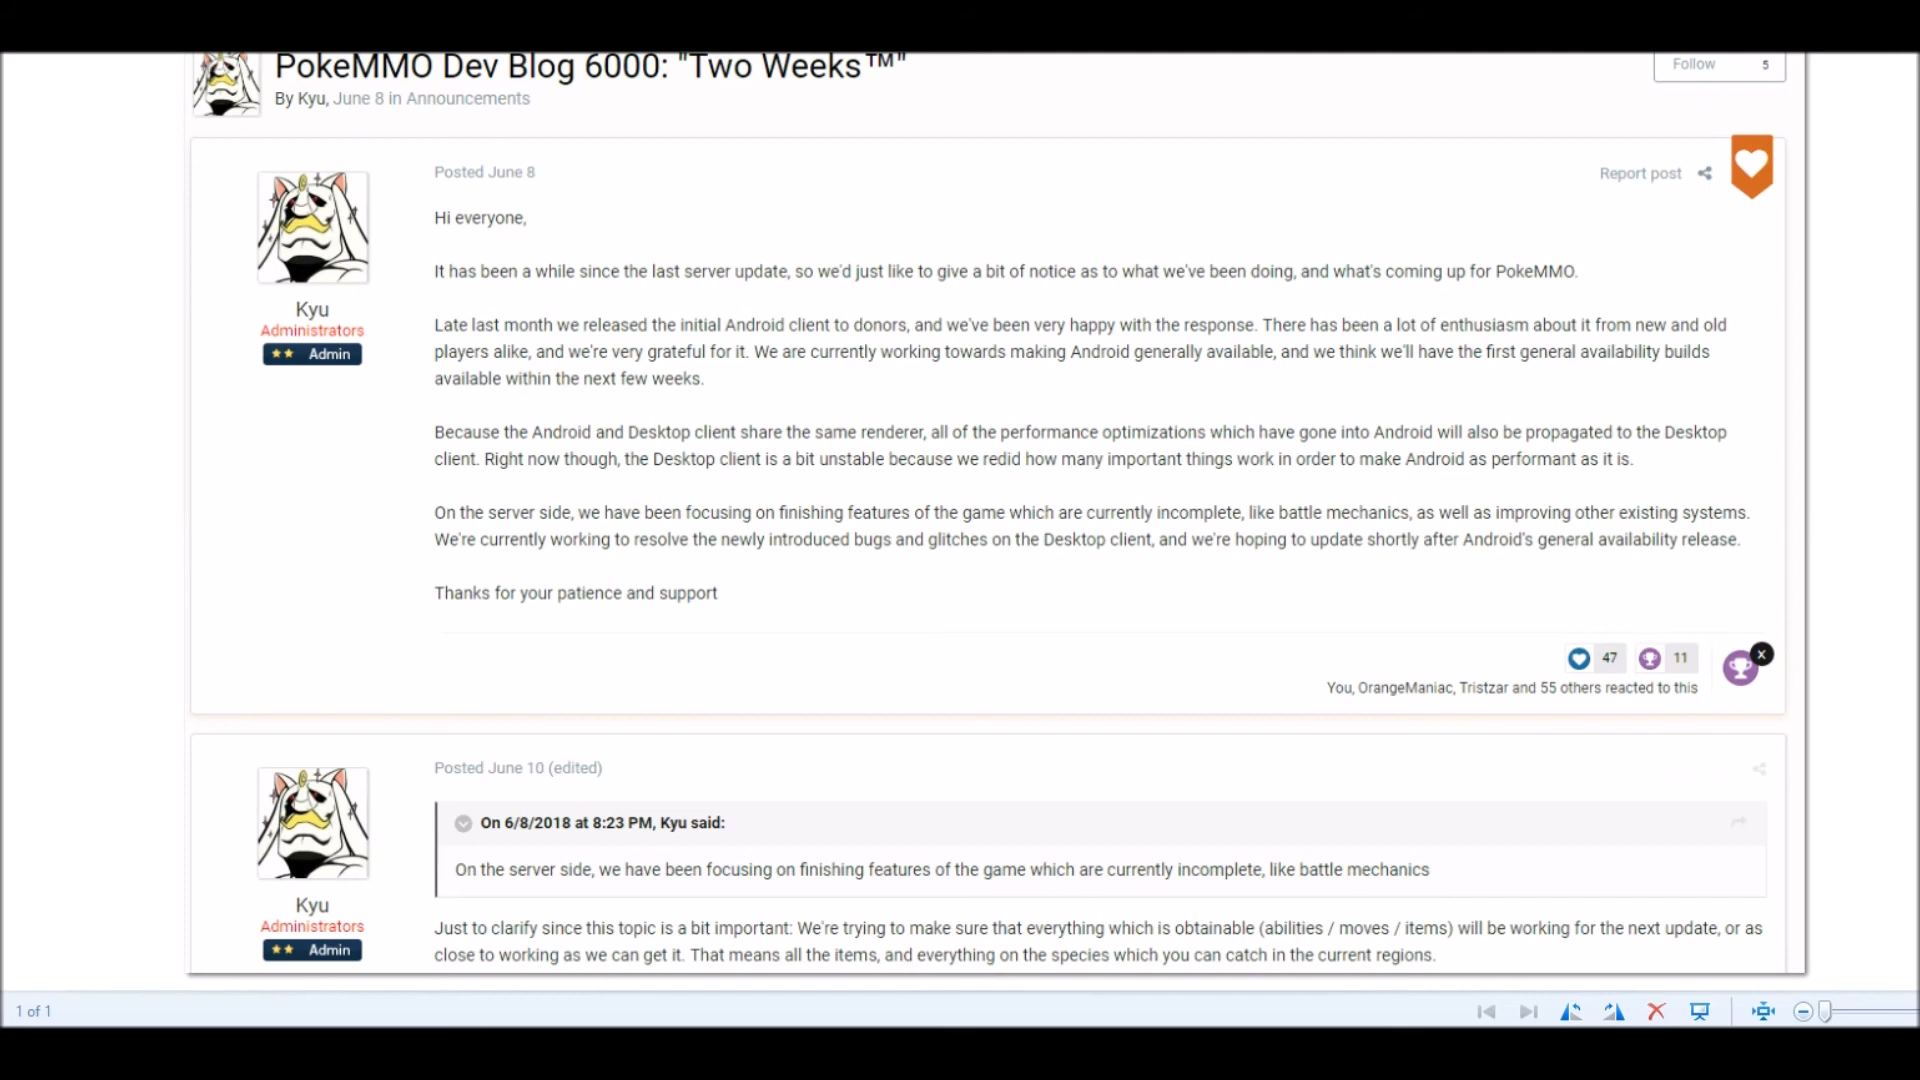 PokeMMO Dev Blog 6000: "Two Weeks™"
By Kyu, June 8 in Announcements
Follow 5
Posted June 8
Report post
Kyu
Administrators
Admin
Hi everyone,
It has been a while since the last server update, so we'd just like to give a bit of notice as to what we've been doing, and what's coming up for PokeMMO.
Late last month we released the initial Android client to donors, and we've been very happy with the response. There has been a lot of enthusiasm about it from new and old
players alike, and we're very grateful for it. We are currently working towards making Android generally available, and we think we'll have the first general availability builds
available within the next few weeks.
Because the Android and Desktop client share the same renderer, all of the performance optimizations which have gone into Android will also be propagated to the Desktop
client. Right now though, the Desktop client is a bit unstable because we redid how many important things work in order to make Android as performant as it is.
On the server side, we have been focusing on finishing features of the game which are currently incomplete, like battle mechanics, as well as improving other existing systems.
We're currently working to resolve the newly introduced bugs and glitches on the Desktop client, and we're hoping to update shortly after Android's general availability release.
Thanks for your patience and support
47 11
You, OrangeManiac, Tristzar and 55 others reacted to this
Kyu
Administrators
Admin
Posted June 10 (edited)
On 6/8/2018 at 8:23 PM, Kyu said:
On the server side, we have been focusing on finishing features of the game which are currently incomplete, like battle mechanics
Just to clarify since this topic is a bit important: We're trying to make sure that everything which is obtainable (abilities / moves / items) will be working for the next update, or as
close to working as we can get it. That means all the items, and everything on the species which you can catch in the current regions.
1 of 1